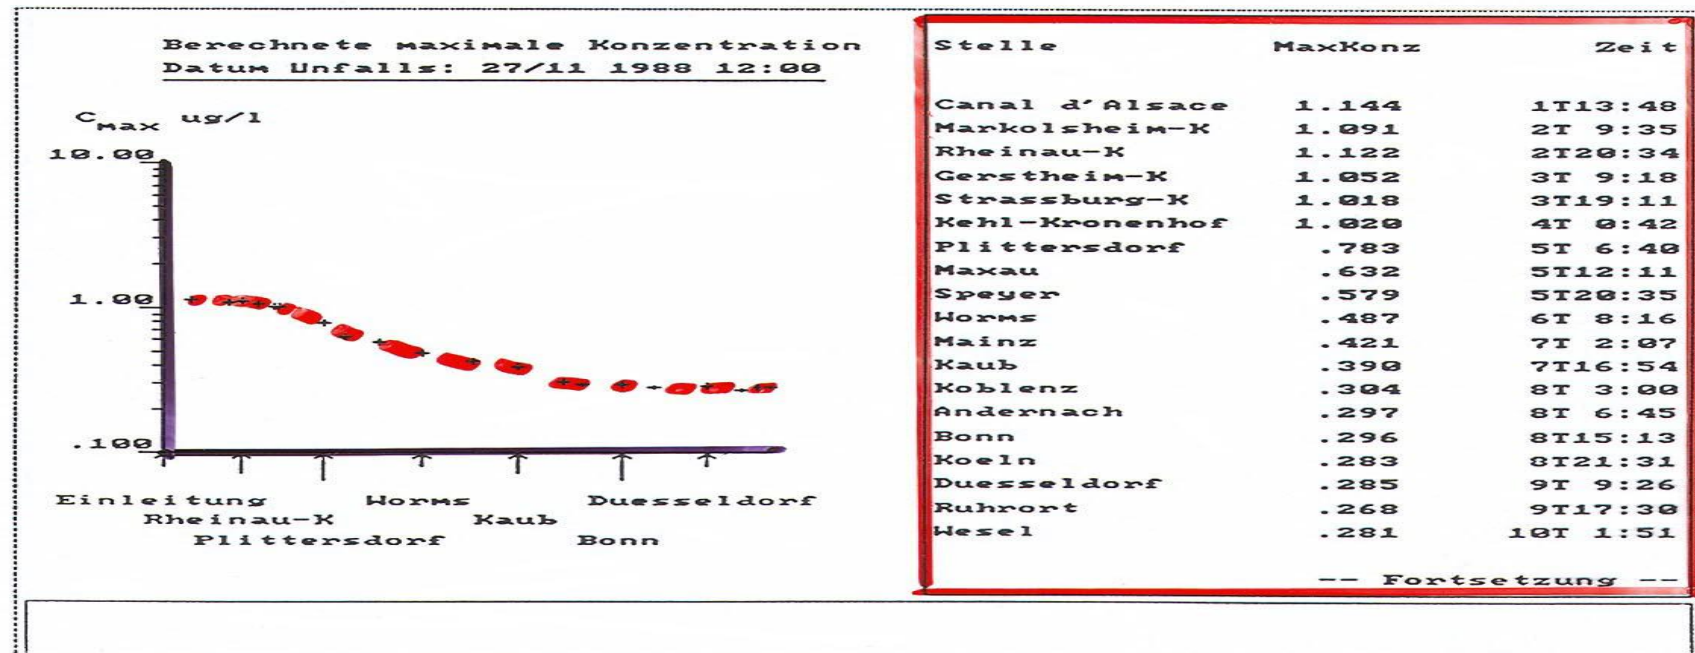 Berechnete maximale Konzentration
Datum Unfalls: 27/11 1988 12:00
Cmax ug/l
10.00
1.00
.100
Einleitung Worms Duesseldorf
Rheinau-K Kaub
Plittersdorf Bonn
Stelle MaxKonz Zeit
Canal d'Alsace 1.144 1T13:48
Markolsheim-K 1.091 2T 9:35
Rheinau-K 1.122 2T20:34
Gerstheim-K 1.052 3T 9:18
Strassburg-K 1.018 3T19:11
Kehl-Kronenhof 1.020 4T 0:42
Plittersdorf .783 5T 6:40
Maxau .632 5T12:11
Speyer .579 5T20:35
Worms .487 6T 8:16
Mainz .421 7T 2:07
Kaub .390 7T16:54
Koblenz .304 8T 3:00
Andernach .297 8T 6:45
Bonn .296 8T15:13
Koeln .283 8T21:31
Duesseldorf .285 9T 9:26
Ruhrort .268 9T17:30
Wesel .281 10T 1:51
-- Fortsetzung --